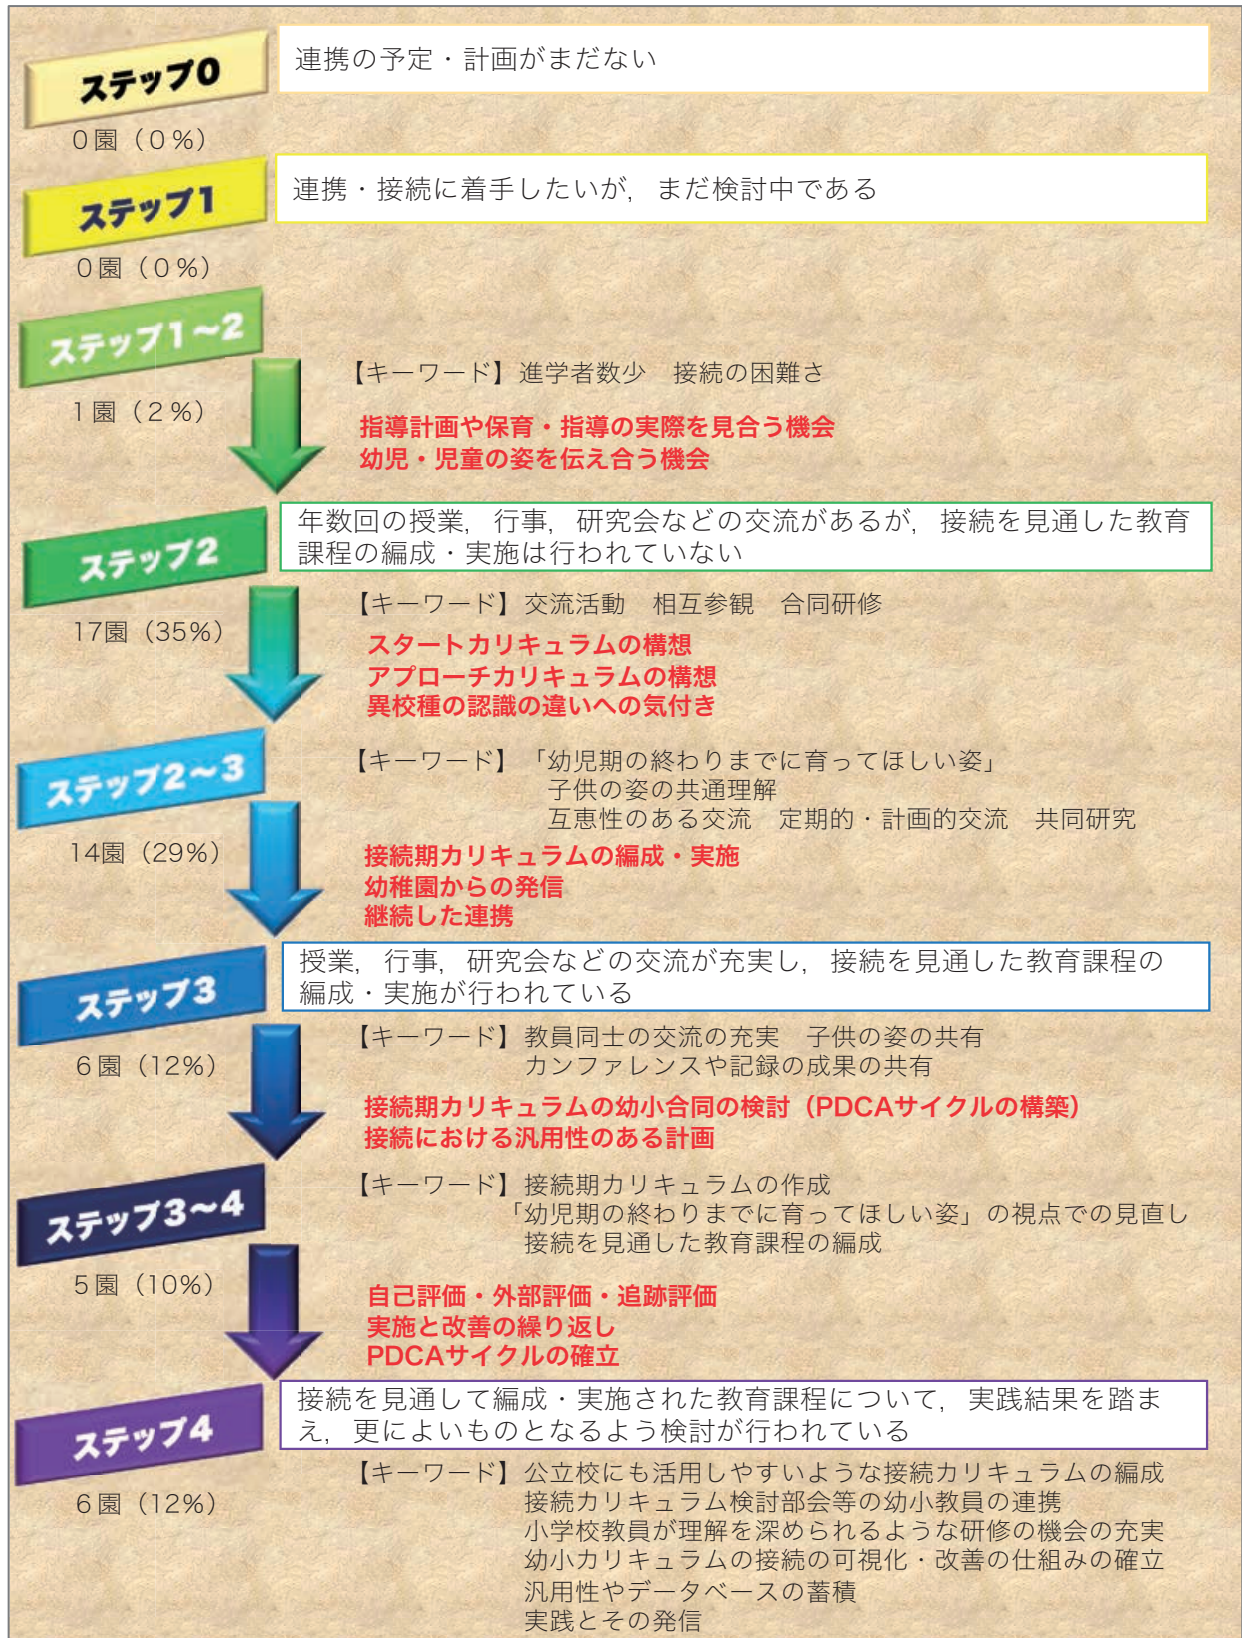 ステップ0
連携の予定・計画がまだない
0園（0％）
ステップ1
連携・接続に着手したいが，まだ検討中である
0園（0％）
ステップ1～2
1園（2％）
【キーワード】進学者数少　接続の困難さ
指導計画や保育・指導の実際を見合う機会
幼児・児童の姿を伝え合う機会
ステップ2
年数回の授業，行事，研究会などの交流があるが，接続を見通した教育
課程の編成・実施は行われていない
17園（35％）
【キーワード】交流活動　相互参観　合同研修
スタートカリキュラムの構想
アプローチカリキュラムの構想
異校種の認識の違いへの気付き
ステップ2～3
14園（29％）
【キーワード】「幼児期の終わりまでに育ってほしい姿」
子供の姿の共通理解
互恵性のある交流　定期的・計画的交流　共同研究
接続期カリキュラムの編成・実施
幼稚園からの発信
継続した連携
ステップ3
授業，行事，研究会などの交流が充実し，接続を見通した教育課程の
編成・実施が行われている
6園（12％）
【キーワード】教員同士の交流の充実　子供の姿の共有
カンファレンスや記録の成果の共有
接続期カリキュラムの幼小合同の検討（PDCAサイクルの構築）
接続における汎用性のある計画
ステップ3～4
5園（10％）
【キーワード】接続期カリキュラムの作成
「幼児期の終わりまでに育ってほしい姿」の視点での見直し
接続を見通した教育課程の編成
自己評価・外部評価・追跡評価
実施と改善の繰り返し
PDCAサイクルの確立
ステップ4
接続を見通して編成・実施された教育課程について，実践結果を踏ま
え，更によいものとなるよう検討が行われている
6園（12％）
【キーワード】公立校にも活用しやすいような接続カリキュラムの編成
接続カリキュラム検討部会等の幼小教員の連携
小学校教員が理解を深められるような研修の機会の充実
幼小カリキュラムの接続の可視化・改善の仕組みの確立
汎用性やデータベースの蓄積
実践とその発信